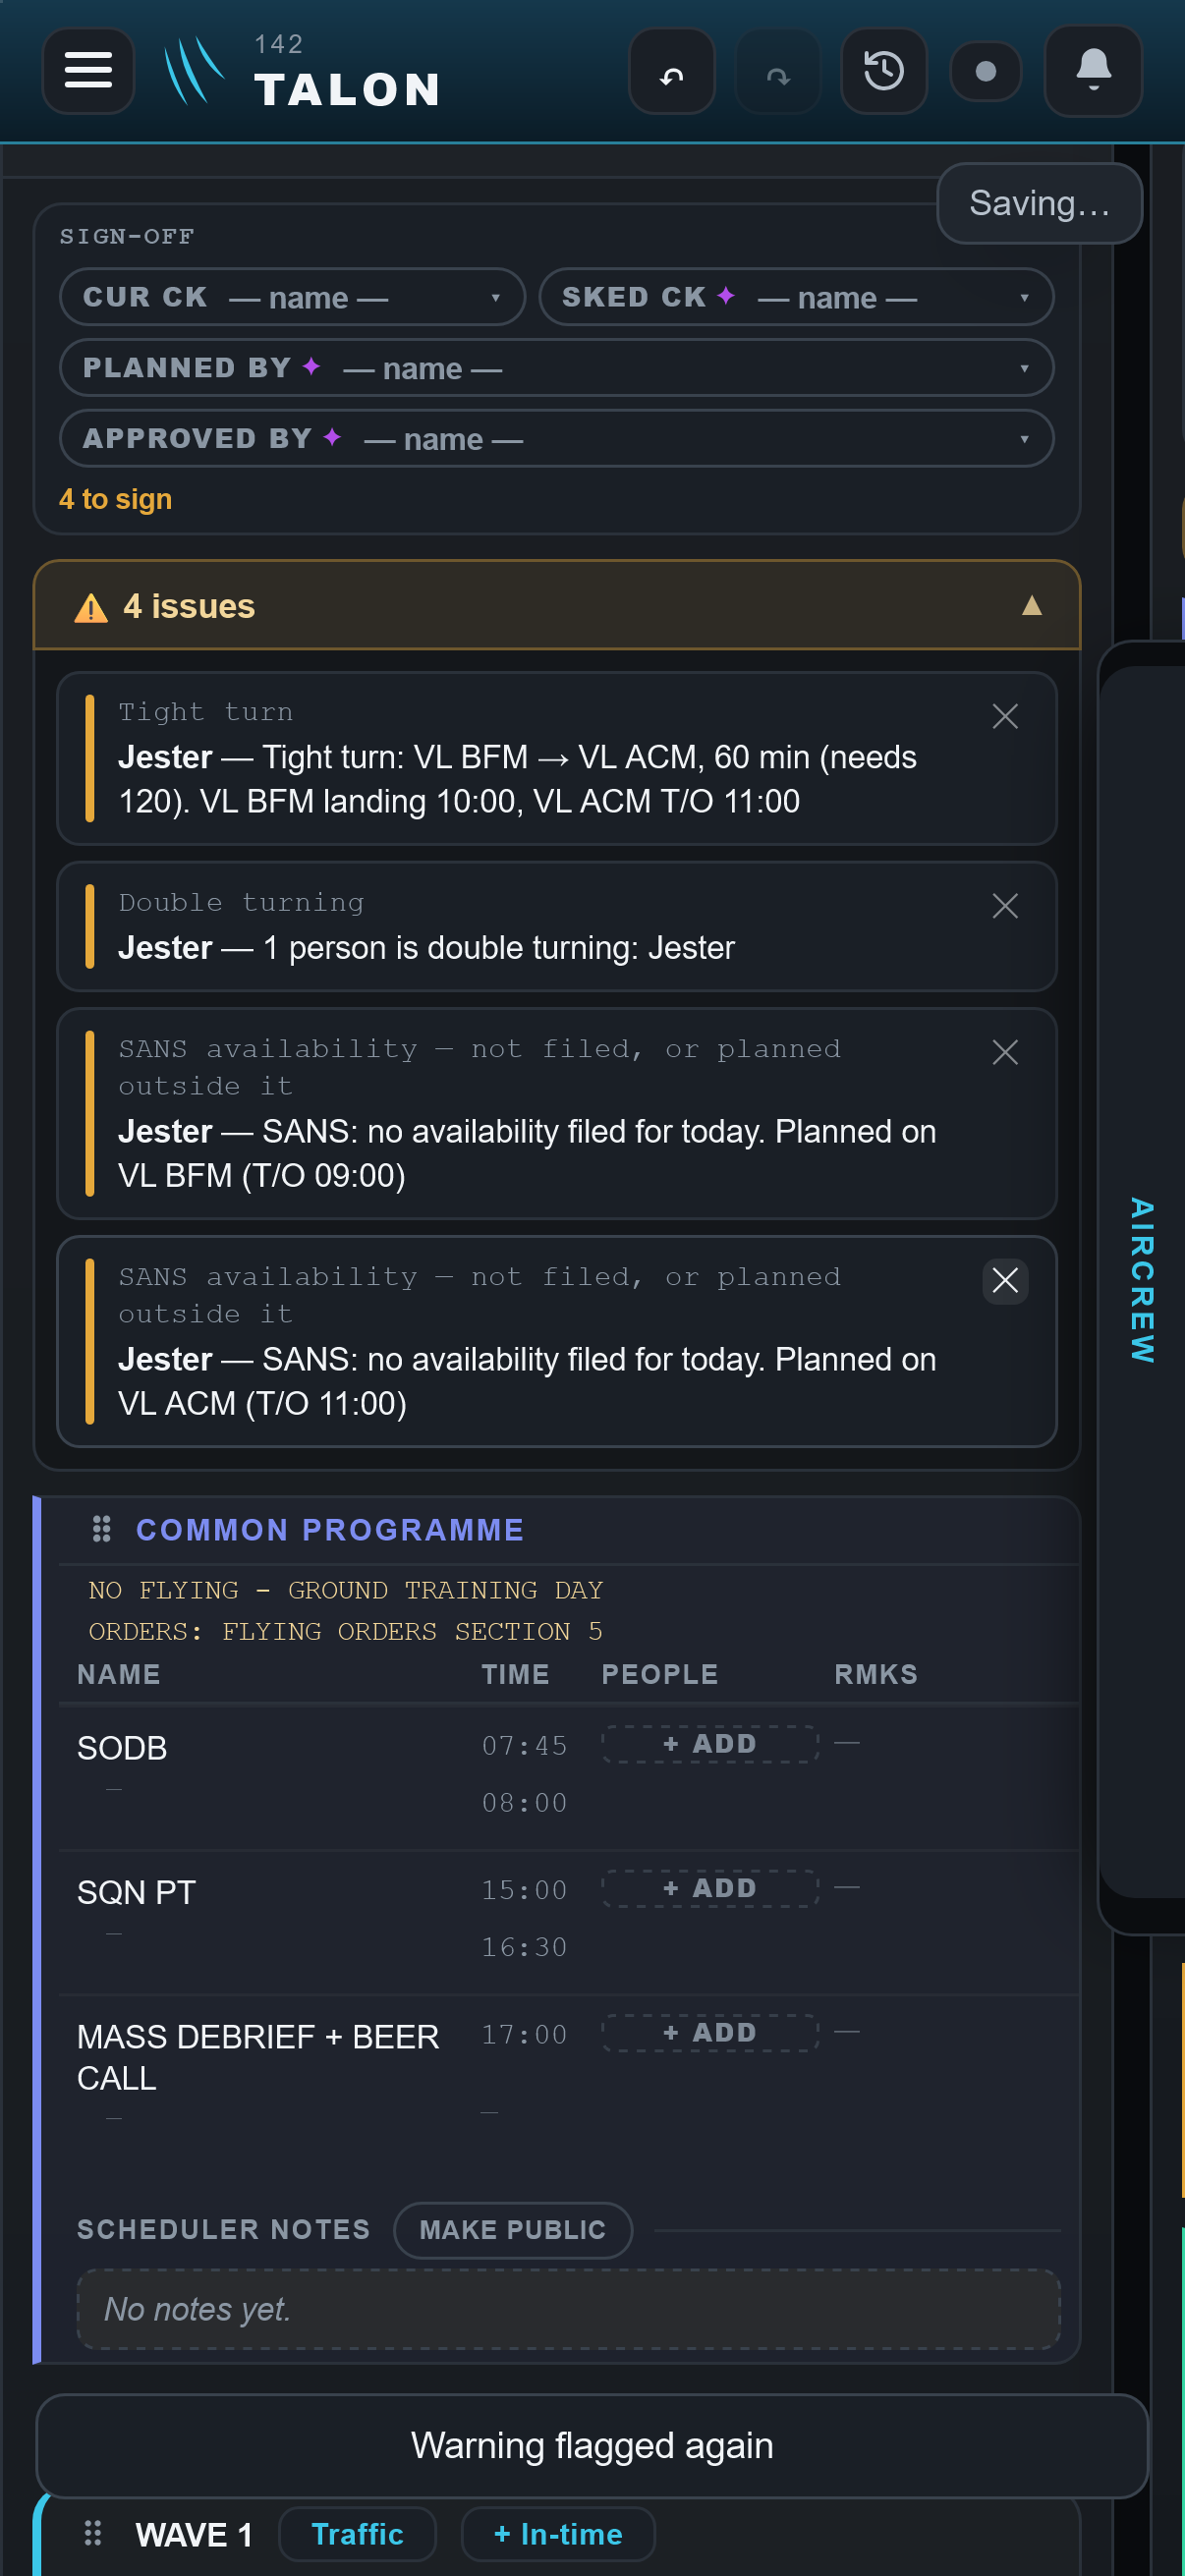 142
TALON
Saving...
SIGN-OFF
CUR CK — name —
SKED CK — name —
PLANNED BY — name —
APPROVED BY — name —
4 to sign
4 issues
Tight turn
Jester — Tight turn: VL BFM → VL ACM, 60 min (needs
120). VL BFM landing 10:00, VL ACM T/O 11:00
Double turning
Jester — 1 person is double turning: Jester
SANS availability — not filed, or planned
outside it
Jester — SANS: no availability filed for today. Planned on
VL BFM (T/O 09:00)
SANS availability — not filed, or planned
outside it
Jester — SANS: no availability filed for today. Planned on
VL ACM (T/O 11:00)
AIRCREW
COMMON PROGRAMME
NO FLYING - GROUND TRAINING DAY
ORDERS: FLYING ORDERS SECTION 5
NAME TIME PEOPLE RMKS
SODB 07:45 + ADD —
—
08:00
SQN PT 15:00 + ADD —
—
16:30
MASS DEBRIEF + BEER 17:00 + ADD —
CALL
— —
SCHEDULER NOTES MAKE PUBLIC
No notes yet.
Warning flagged again
WAVE 1 Traffic + In-time